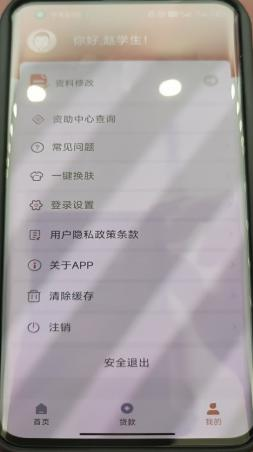 你好,赵学生!
资料修改
资助中心查询
常见问题
一键换肤
登录设置
用户隐私政策条款
关于APP
清除缓存
注销
安全退出
首页
贷款
我的